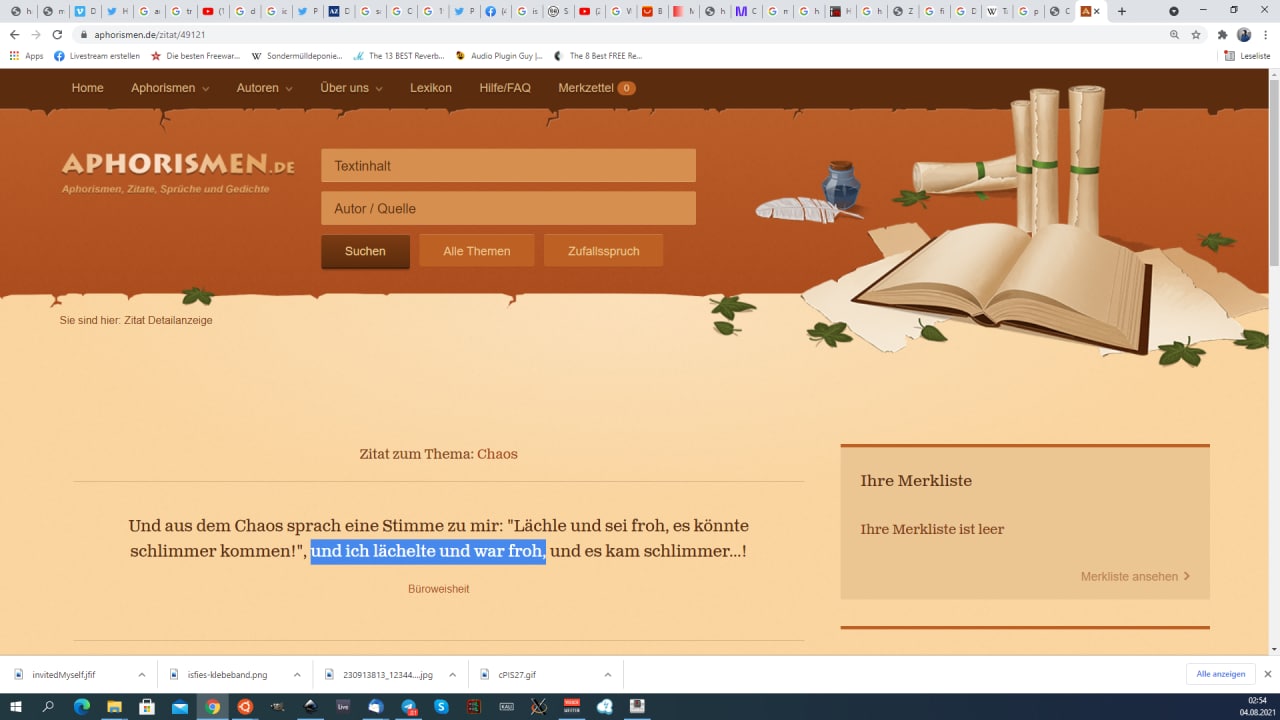 aphorismen.de/zitat/49121
Apps
Livestream erstellen
Die besten Freewar...
Sondermülldeponie...
The 13 BEST Reverb...
Audio Plugin Guy |...
The 8 Best FREE Re...
Leseliste
Home
Aphorismen
Autoren
Über uns
Lexikon
Hilfe/FAQ
Merkzettel 0
APHORISMEN.DE
Aphorismen, Zitate, Sprüche und Gedichte
Textinhalt
Autor / Quelle
Suchen
Alle Themen
Zufallsspruch
Sie sind hier: Zitat Detailanzeige
Zitat zum Thema: Chaos
Und aus dem Chaos sprach eine Stimme zu mir: "Lächle und sei froh, es könnte
schlimmer kommen!", und ich lächelte und war froh, und es kam schlimmer...!
Büroweisheit
Ihre Merkliste
Ihre Merkliste ist leer
Merkliste ansehen
invitedMyself.jfif
isfies-klebeband.png
230913813_12344....jpg
cPIS27.gif
Alle anzeigen
02:54
04.08.2021